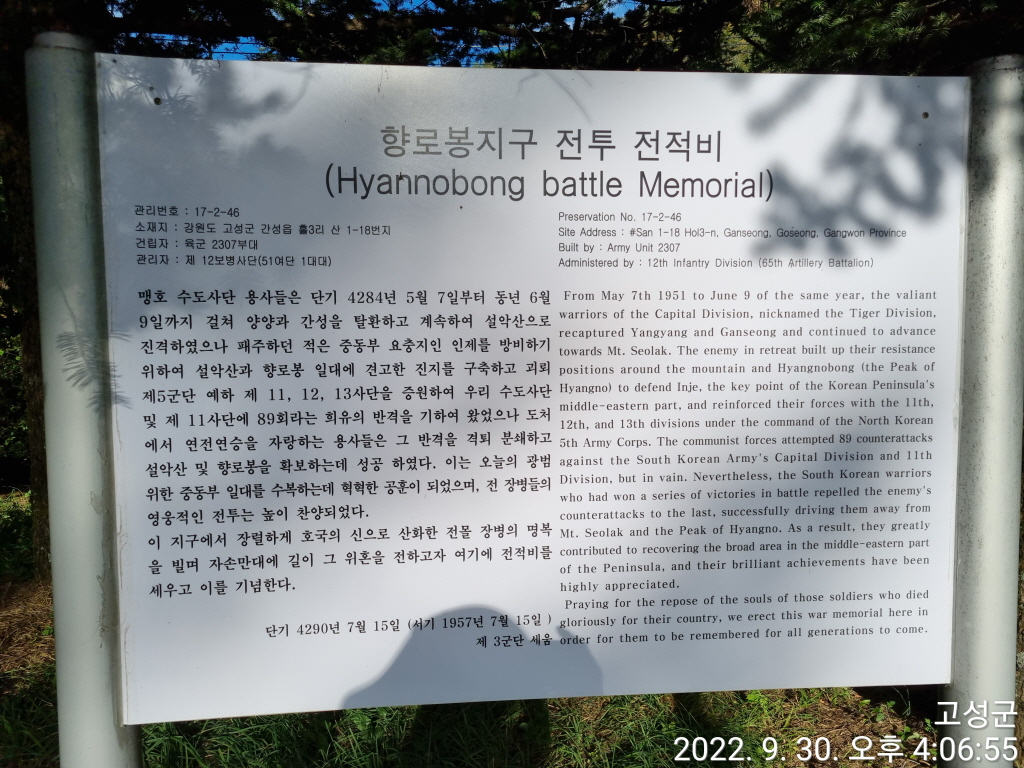 향로봉지구 전투 전적비
(Hyannobong battle Memorial)
관리번호 : 17-2-46
소재지 : 강원도 고성군 간성읍 흘3리 산 1-18번지
건립자 : 육군 2307부대
관리자 : 제 12보병사단(51여단 1대대)
맹호 수도사단 용사들은 단기 4284년 5월 7일부터 동년 6월
9일까지 걸쳐 양양과 간성을 탈환하고 계속하여 설악산으로
진격하였으나 패주하던 적은 중동부 요충지인 인제를 방비하기
위하여 설악산과 향로봉 일대에 견고한 진지를 구축하고 괴뢰
제5군단 예하 제 11, 12, 13사단을 증원하여 우리 수도사단
및 제 11사단에 89회라는 희유의 반격을 기하여 왔었으나 도처
에서 연전연승을 자랑하는 용사들은 그 반격을 격퇴 분쇄하고
설악산 및 향로봉을 확보하는데 성공 하였다. 이는 오늘의 광범
위한 중동부 일대를 수복하는데 혁혁한 공훈이 되었으며, 전 장병들의
영웅적인 전투는 높이 찬양되었다.
이 지구에서 장렬하게 호국의 신으로 산화한 전몰 장병의 명복
을 빌며 자손만대에 길이 그 위훈을 전하고자 여기에 전적비를
세우고 이를 기념한다.
단기 4290년 7월 15일 (서기 1957년 7월 15일 )
제 3군단 세움
Preservation No. 17-2-46
Site Address : #San 1-18 Hol3-n, Ganseong, Goseong, Gangwon Province
Built by : Army Unit 2307
Administered by : 12th Infantry Division (65th Artillery Battalion)
From May 7th 1951 to June 9 of the same year, the valiant
warriors of the Capital Division, nicknamed the Tiger Division,
recaptured Yangyang and Ganseong and continued to advance
towards Mt. Seolak. The enemy in retreat built up their resistance
positions around the mountain and Hyangnobong (the Peak of
Hyangno) to defend Inje, the key point of the Korean Peninsula's
middle-eastern part, and reinforced their forces with the 11th,
12th, and 13th divisions under the command of the North Korean
5th Army Corps. The communist forces attempted 89 counterattacks
against the South Korean Army's Capital Division and 11th
Division, but in vain. Nevertheless, the South Korean warriors
who had won a series of victories in battle repelled the enemy's
counterattacks to the last, successfully driving them away from
Mt. Seolak and the Peak of Hyangno. As a result, they greatly
contributed to recovering the broad area in the middle-eastern part
of the Peninsula, and their brilliant achievements have been
highly appreciated.
Praying for the repose of the souls of those soldiers who died
gloriously for their country, we erect this war memorial here in
order for them to be remembered for all generations to come.
고성군
2022. 9. 30. 오후 4:06:55